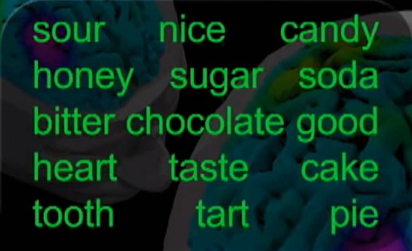 sour nice candy
honey sugar soda
bitter chocolate good
heart taste cake
tooth tart pie